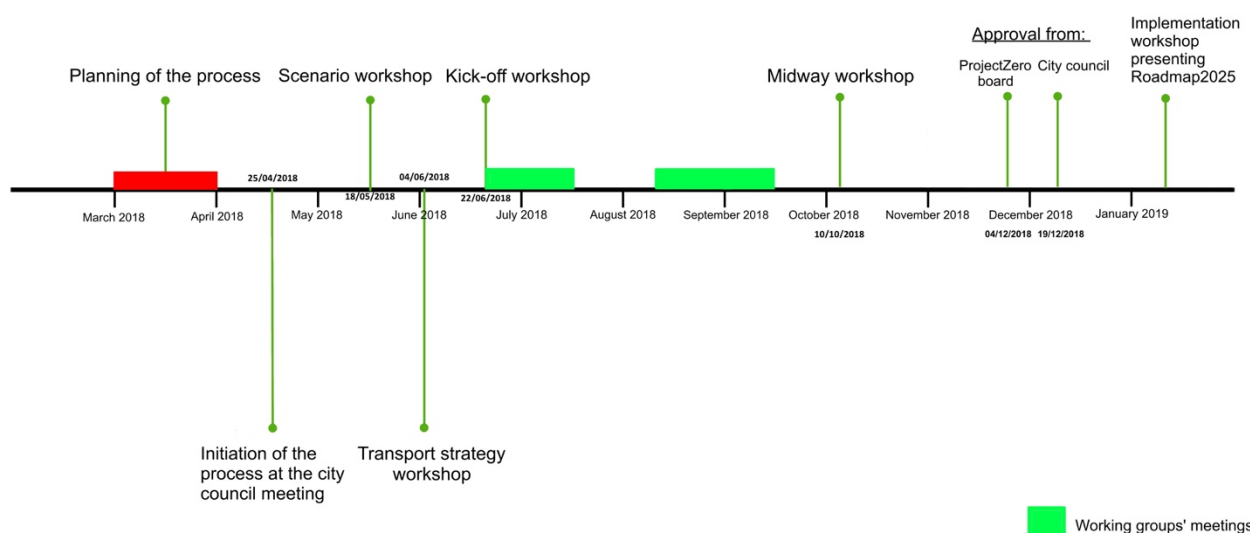 Planning of the process
Scenario workshop
Kick-off workshop
Midway workshop
Approval from:
ProjectZero
board
City council
Implementation
workshop
presenting
Roadmap2025
25/04/2018
18/05/2018
04/06/2018
22/06/2018
March 2018
April 2018
May 2018
June 2018
July 2018
August 2018
September 2018
October 2018
November 2018
December 2018
January 2019
10/10/2018
04/12/2018
19/12/2018
Initiation of the
process at the city
council meeting
Transport strategy
workshop
Working groups' meetings